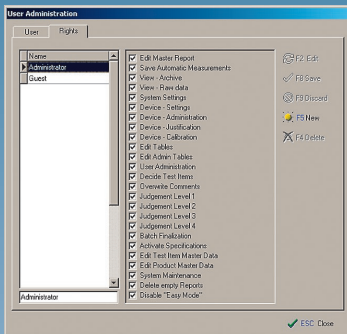 User Administration
User
Rights
Name
Administrator
Guest
Administrator
Edit Master Report
Save Automatic Measurements
View - Archive
View - Raw data
System Settings
Device - Settings
Device - Administration
Device - Justification
Device - Calibration
Edit Tables
Edit Admin Tables
User Administration
Decide Test Items
Overwrite Comments
Judgement Level 1
Judgement Level 2
Judgement Level 3
Judgement Level 4
Batch Finalization
Activate Specifications
Edit Test Item Master Data
Edit Product Master Data
System Maintenance
Delete empty Reports
Disable "Easy Mode"
F2 Edit
F8 Save
F9 Discard
F5 New
F4 Delete
ESC Close